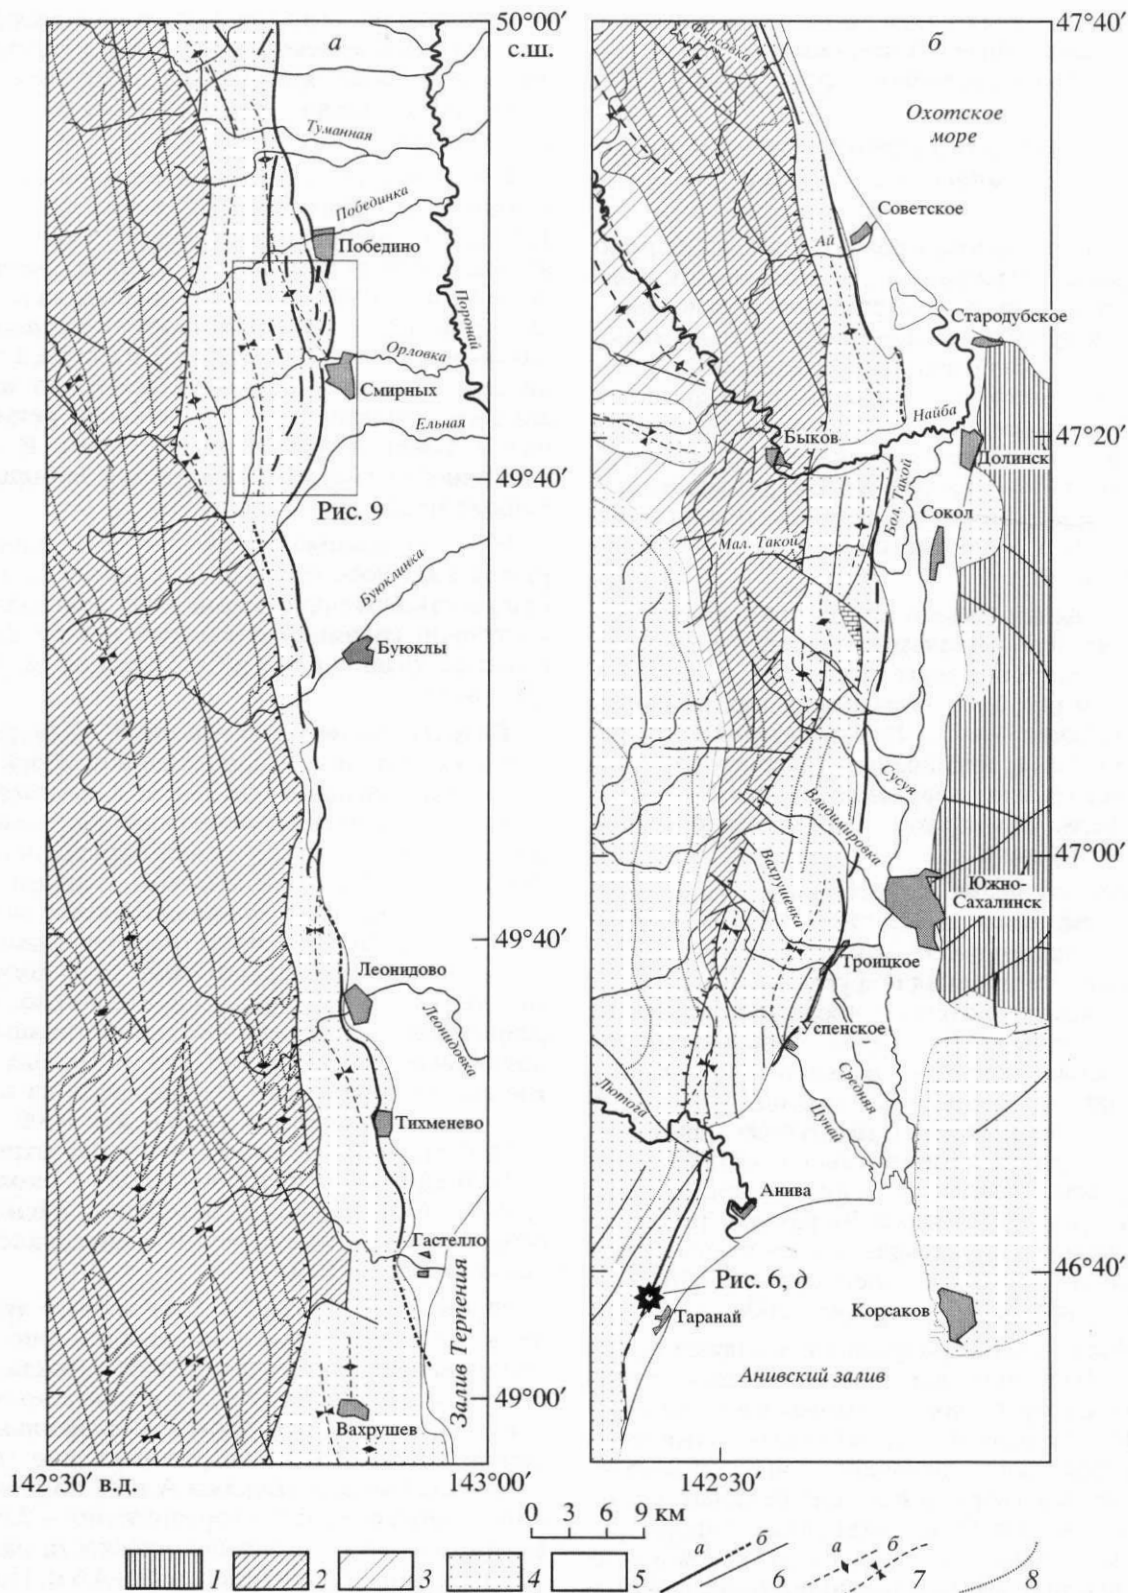 а
50°00′
с.ш.
Туманная
Побединка
Победино
Поронай
Орловка
Смирных
Ельная
49°40′
Рис. 9
Буюклинка
Буюклы
49°40′
Леонидово
Леонидовка
Тихменево
Гастелло
Залив Терпения
49°00′
Вахрушев
142°30′ в.д.
143°00′
б
47°40′
Фирсовка
Охотское
море
Советское
Ай
Стародубское
Найба
Быков
47°20′
Долинск
Бол. Такой
Сокол
Мал. Такой
Сусуя
Владимировка
47°00′
Вахрушевка
Южно-
Сахалинск
Троицкое
Успенское
Лютога
Средняя
Цунай
Анива
46°40′
Рис. 6, д
Таранай
Корсаков
Анивский залив
142°30′
0 3 6 9 км
а б а б
1 2 3 4 5 6 7 8